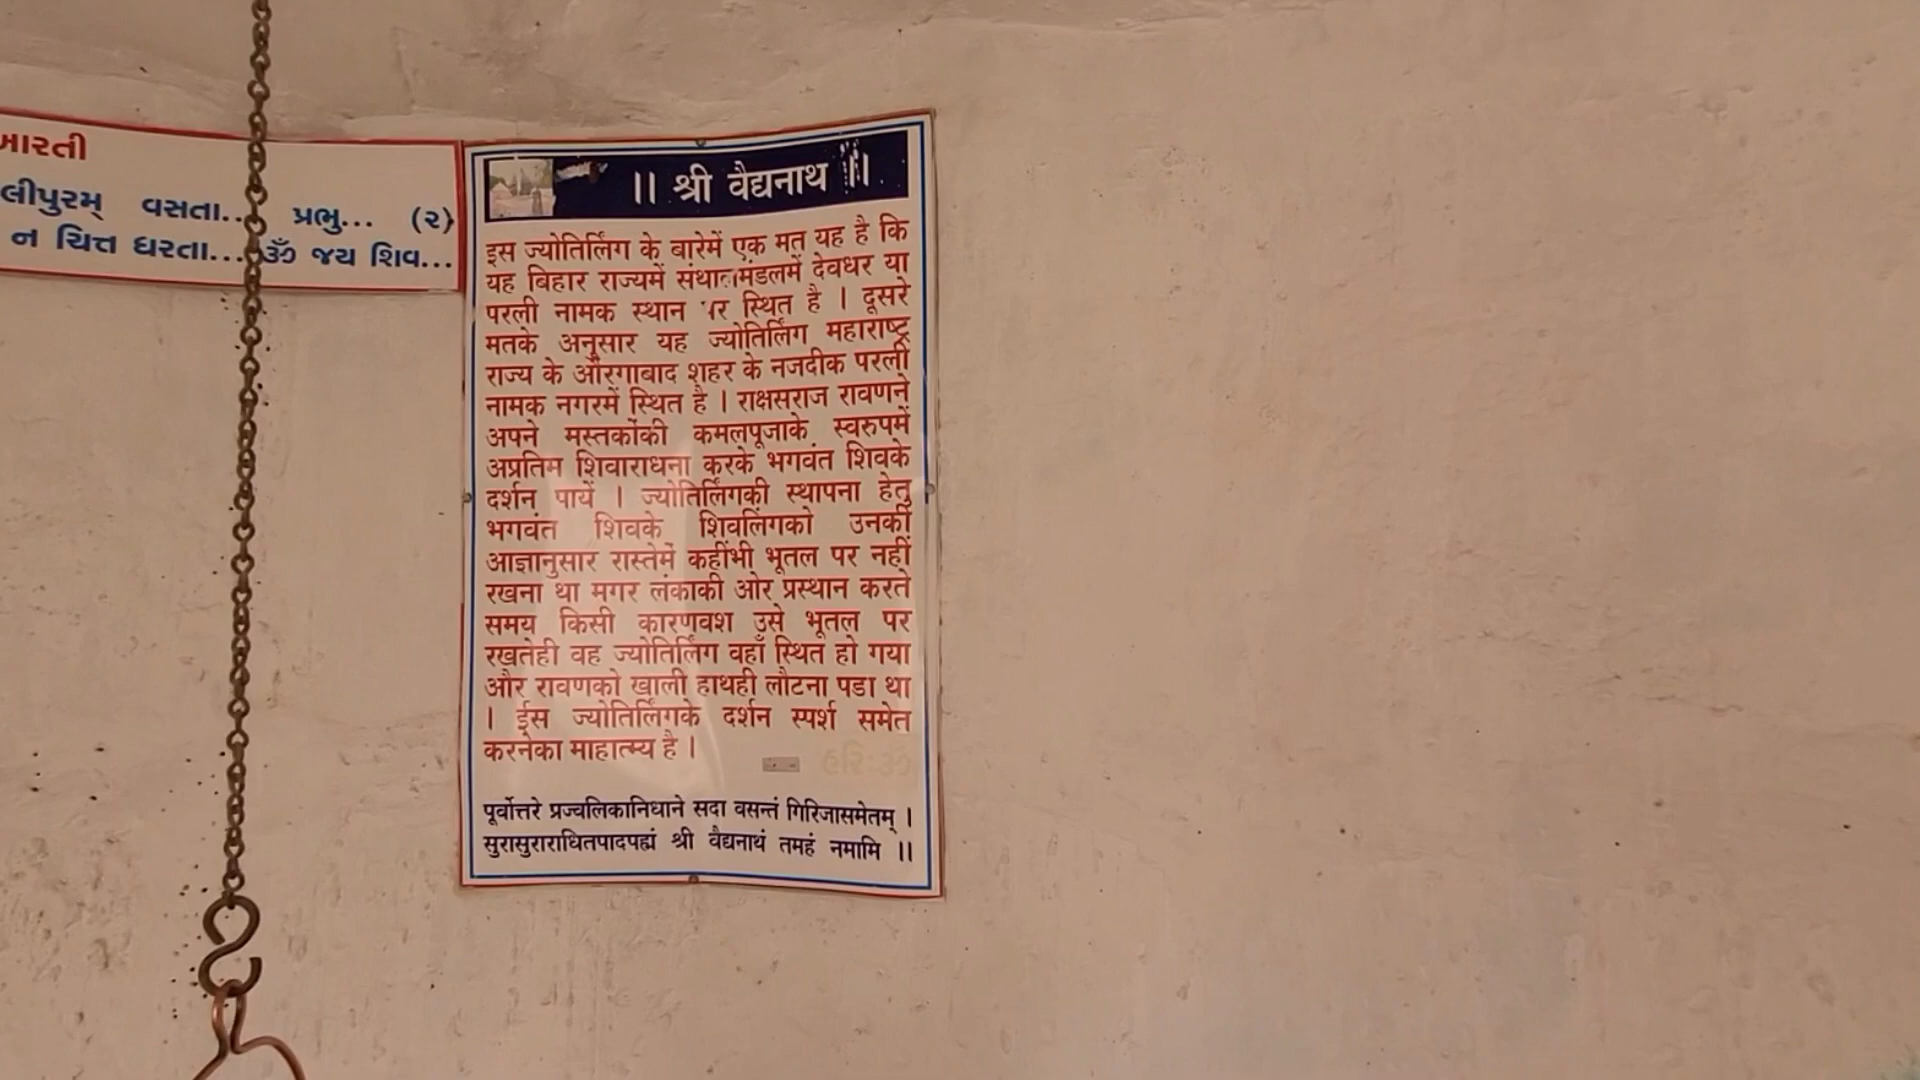 આરતી
લીપુરમ્ વસતા.. પ્રભુ... (૨)
ન ચિત્ત ધરતા... ૐ જય શિવ...
।। श्री वैद्यनाथ ।।
इस ज्योतिर्लिंग के बारेमें एक मत यह है कि
यह बिहार राज्यमें संथालमंडलमें देवधर या
परली नामक स्थान पर स्थित है । दूसरे
मतके अनुसार यह ज्योतिर्लिंग महाराष्ट्र
राज्य के औरंगाबाद शहर के नजदीक परली
नामक नगरमें स्थित है । राक्षसराज रावणने
अपने मस्तकोंकी कमलपूजाके स्वरुपमें
अप्रतिम शिवाराधना करके भगवंत शिवके
दर्शन पायें । ज्योतिर्लिंगकी स्थापना हेतु
भगवंत शिवके शिवलिंगको उनकी
आज्ञानुसार रास्तेमें कहींभी भूतल पर नहीं
रखना था मगर लंकाकी ओर प्रस्थान करते
समय किसी कारणवश उसे भूतल पर
रखतेही वह ज्योतिर्लिंग वहाँ स्थित हो गया
और रावणको खाली हाथही लौटना पडा था
। ईस ज्योतिर्लिंगके दर्शन स्पर्श समेत
करनेका माहात्म्य है ।
હરિ:ૐ
पूर्वोत्तरे प्रज्वलिकानिधाने सदा वसन्तं गिरिजासमेतम् ।
सुरासुराराधितपादपद्मं श्री वैद्यनाथं तमहं नमामि ।।